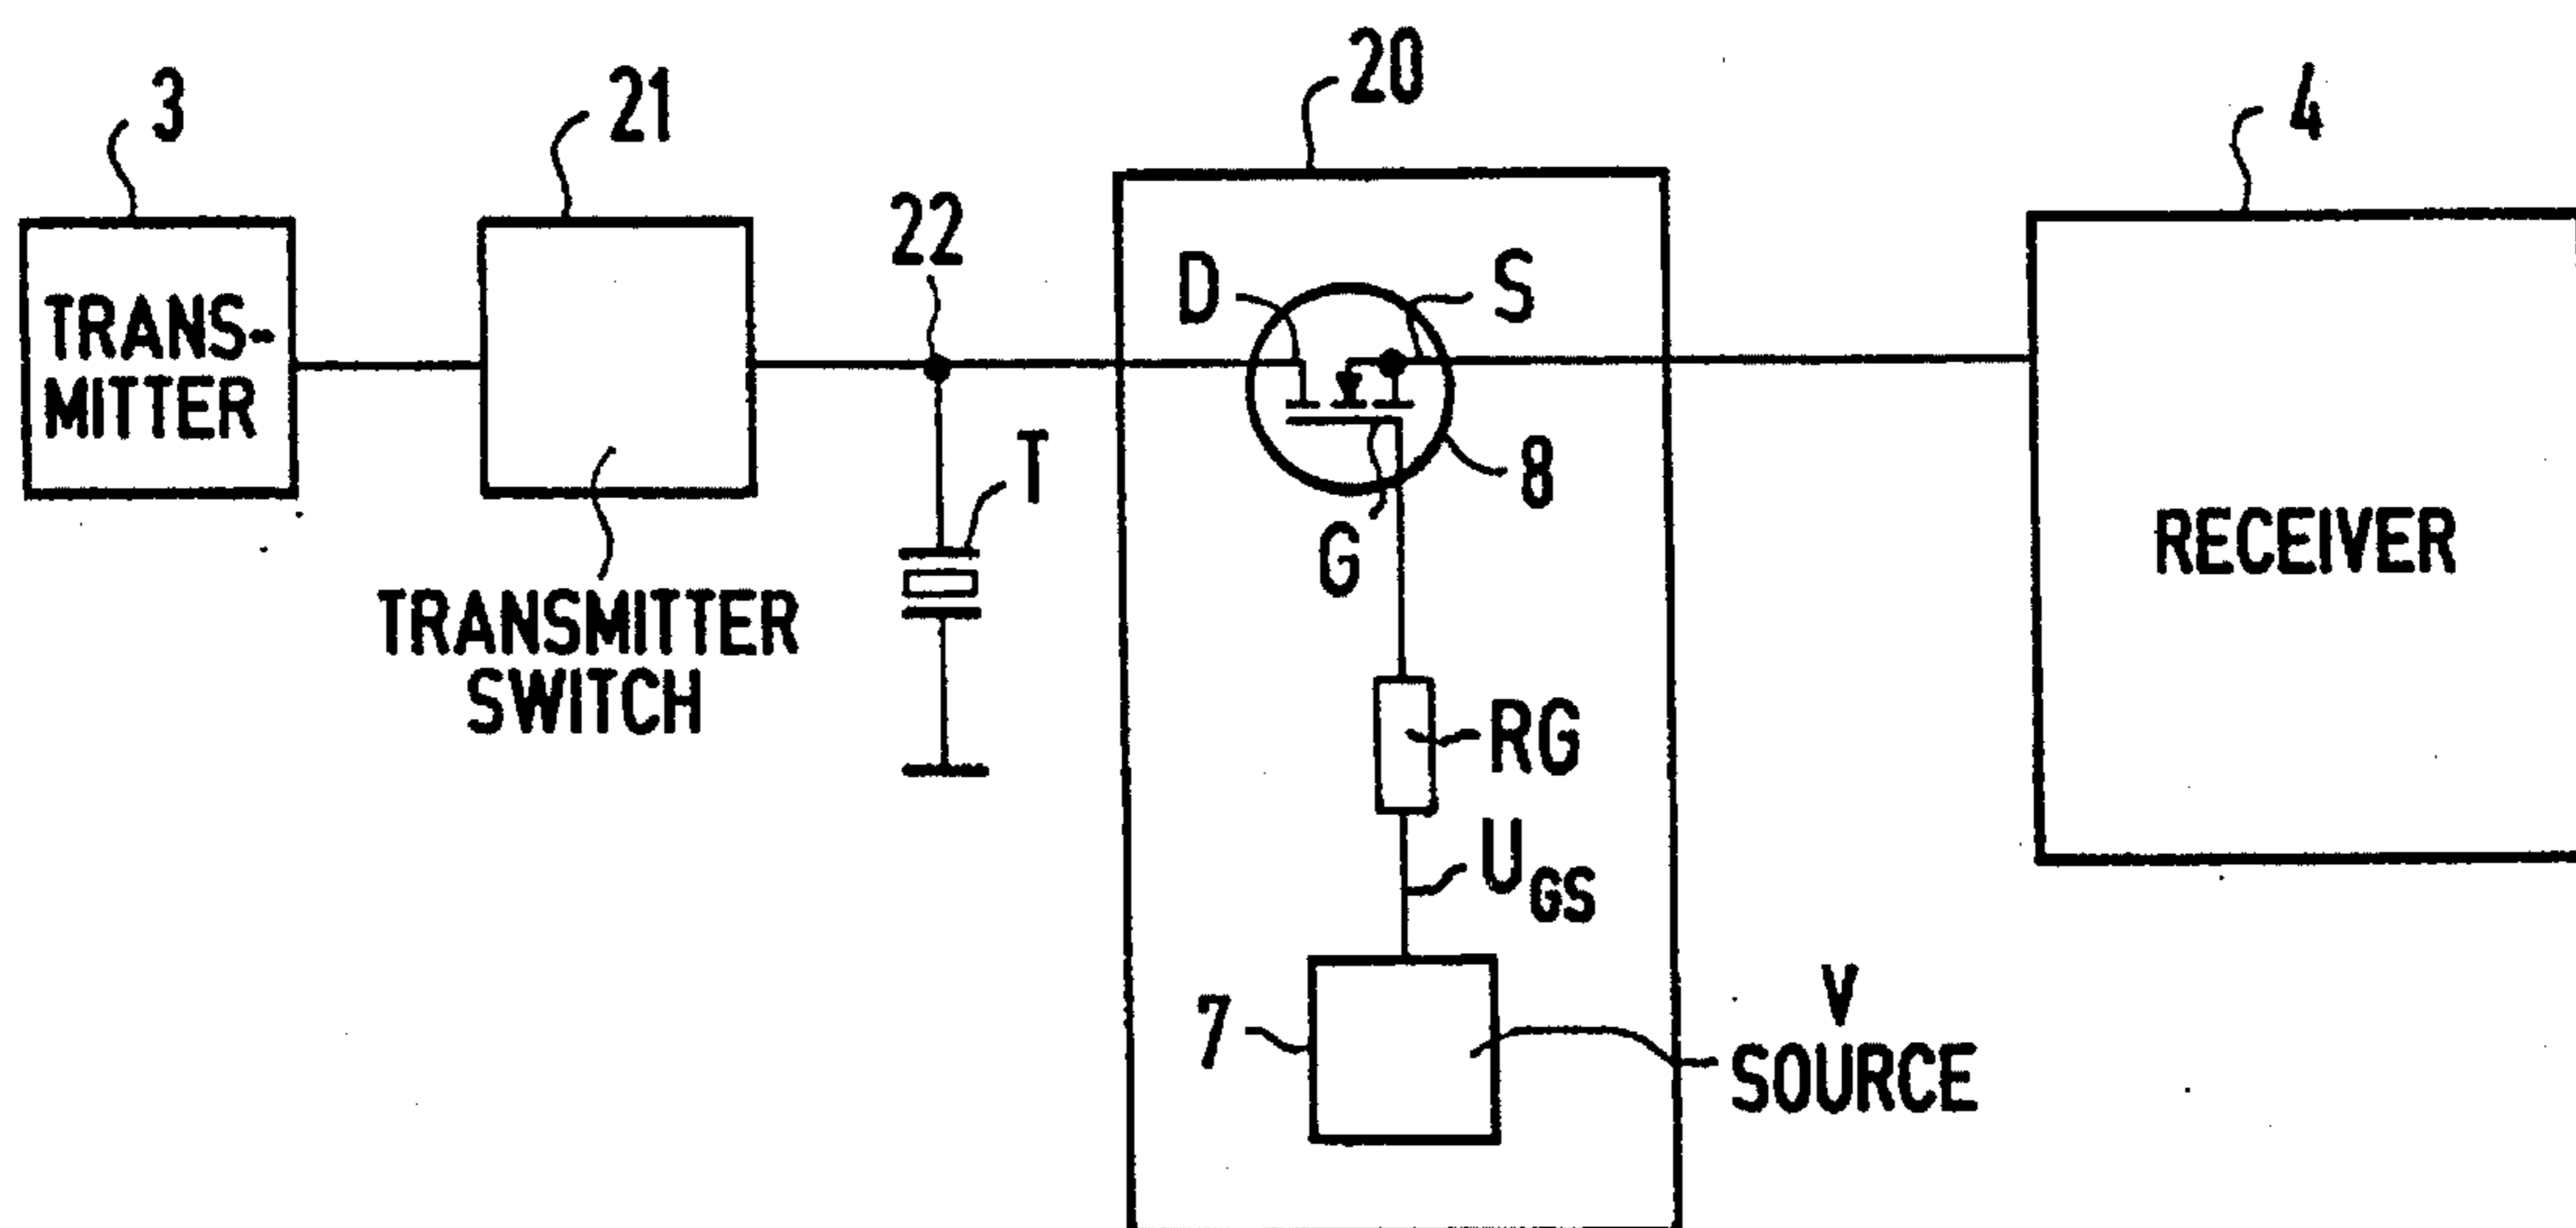 3
21
22
20
4
TRANS-
MITTER
D
S
T
8
G
RECEIVER
TRANSMITTER
SWITCH
RG
U_GS
7
V
SOURCE